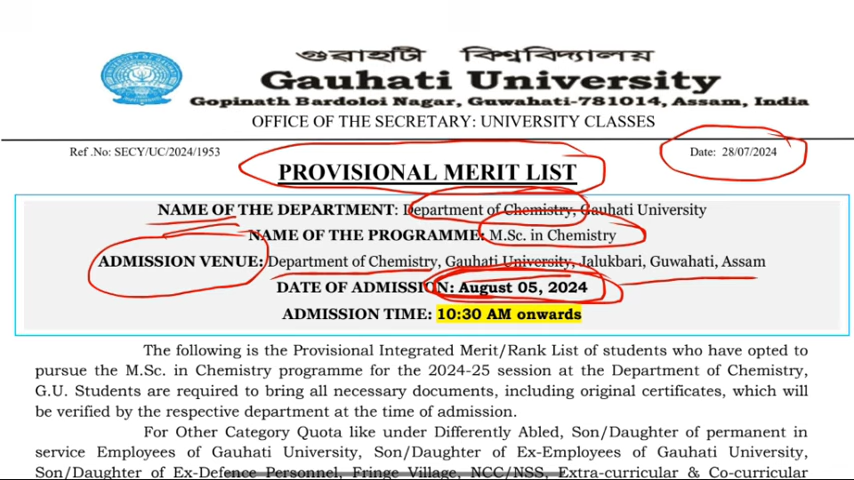 গুৱাহাটী বিশ্ববিদ্যালয়
Gauhati University
Gopinath Bardoloi Nagar, Guwahati-781014, Assam, India
OFFICE OF THE SECRETARY: UNIVERSITY CLASSES
Ref .No: SECY/UC/2024/1953 Date: 28/07/2024
PROVISIONAL MERIT LIST
NAME OF THE DEPARTMENT: Department of Chemistry, Gauhati University
NAME OF THE PROGRAMME: M.Sc. in Chemistry
ADMISSION VENUE: Department of Chemistry, Gauhati University, Jalukbari, Guwahati, Assam
DATE OF ADMISSION: August 05, 2024
ADMISSION TIME: 10:30 AM onwards
The following is the Provisional Integrated Merit/Rank List of students who have opted to
pursue the M.Sc. in Chemistry programme for the 2024-25 session at the Department of Chemistry,
G.U. Students are required to bring all necessary documents, including original certificates, which will
be verified by the respective department at the time of admission.
For Other Category Quota like under Differently Abled, Son/Daughter of permanent in
service Employees of Gauhati University, Son/Daughter of Ex-Employees of Gauhati University,
Son/Daughter of Ex-Defence Personnel, Fringe Village, NCC/NSS, Extra-curricular & Co-curricular